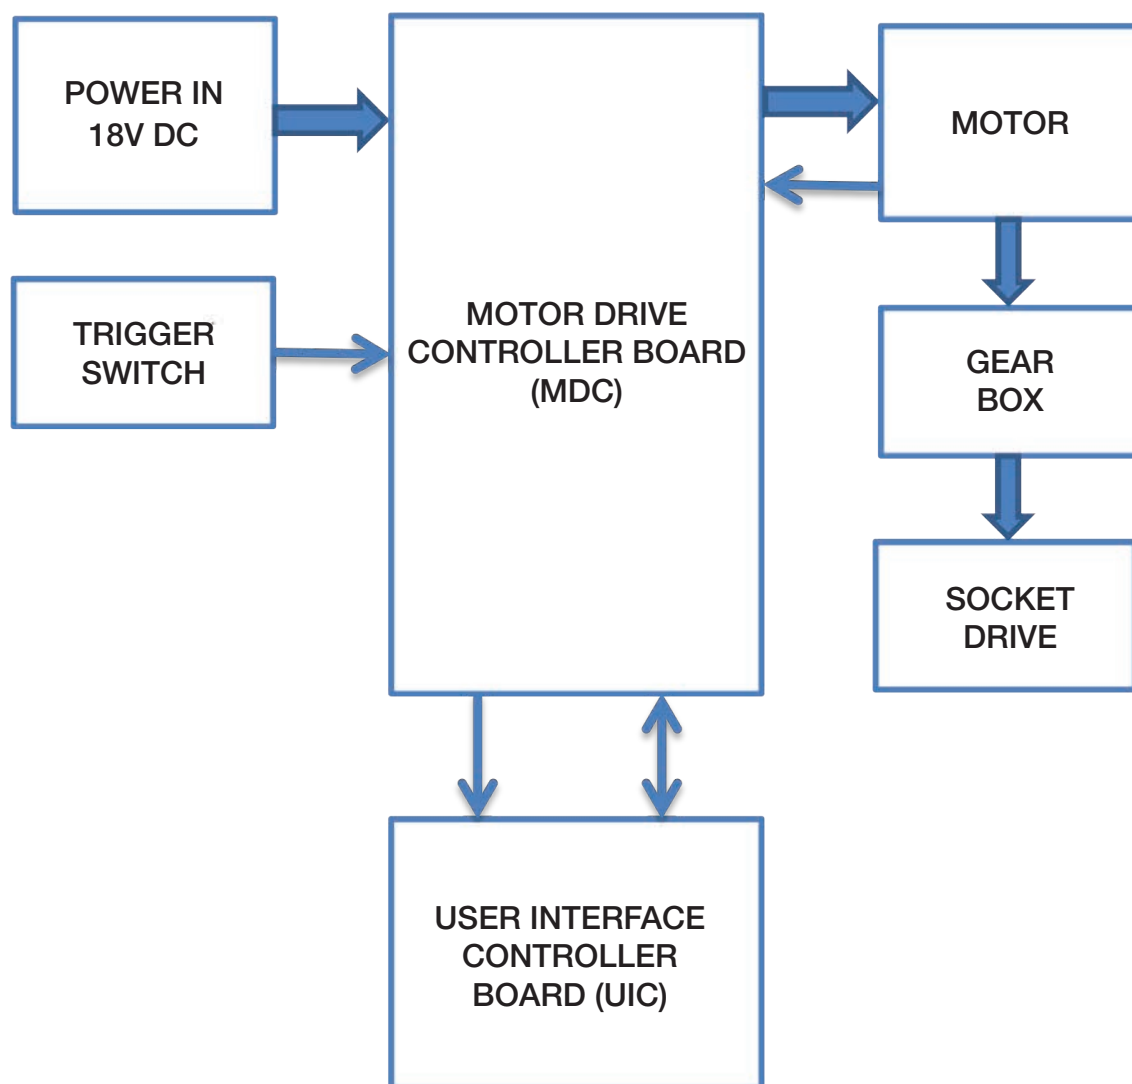 POWER IN
18V DC
TRIGGER
SWITCH
MOTOR DRIVE
CONTROLLER BOARD
(MDC)
MOTOR
GEAR
BOX
SOCKET
DRIVE
USER INTERFACE
CONTROLLER
BOARD (UIC)